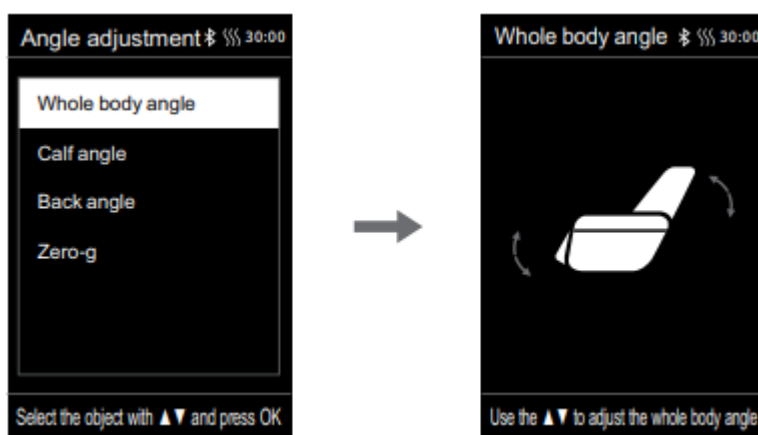 Angle adjustment 30:00
Whole body angle
Calf angle
Back angle
Zero-g
Select the object with ▲▼ and press OK
Whole body angle 30:00
Use the ▲▼ to adjust the whole body angle